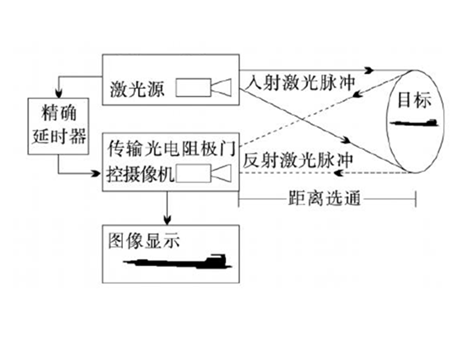 激光源
入射激光脉冲
目标
精确
延时器
传输光电阻极门
控摄像机
反射激光脉冲
距离选通
图像显示